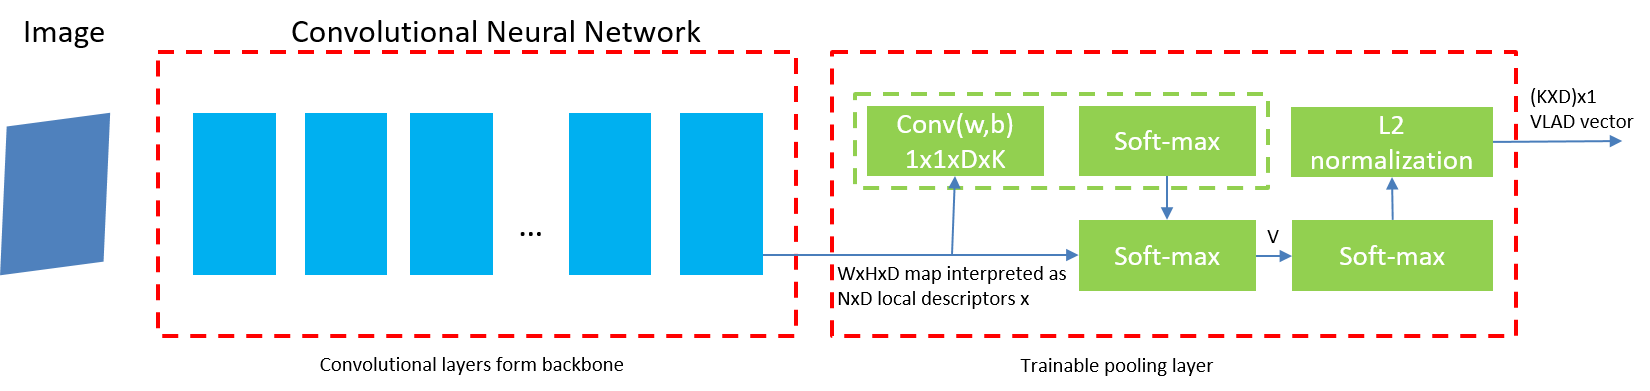 Image
Convolutional Neural Network
Conv(w,b)
1x1xDxK
Soft-max
L2
normalization
(KXD)x1
VLAD vector
...
Soft-max
V
Soft-max
WxHxD map interpreted as
NxD local descriptors x
Convolutional layers form backbone
Trainable pooling layer